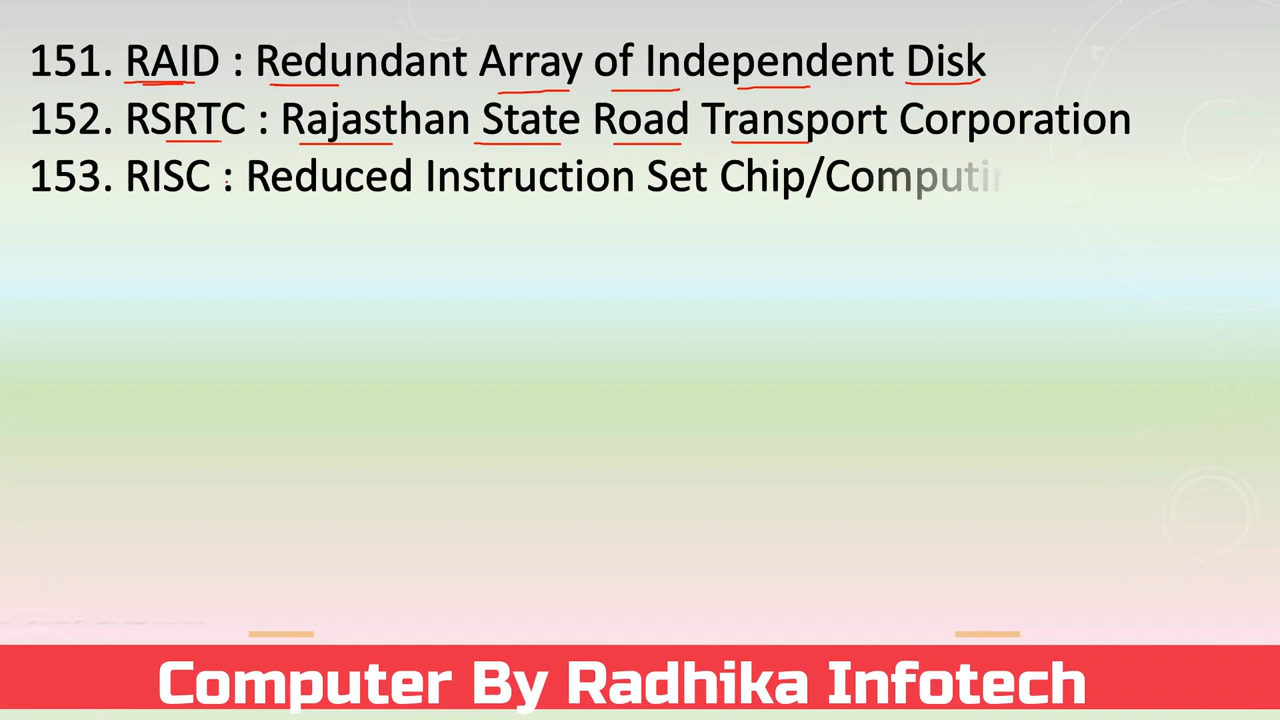 151. RAID : Redundant Array of Independent Disk
152. RSRTC : Rajasthan State Road Transport Corporation
153. RISC : Reduced Instruction Set Chip/
Computer By Radhika Infotech